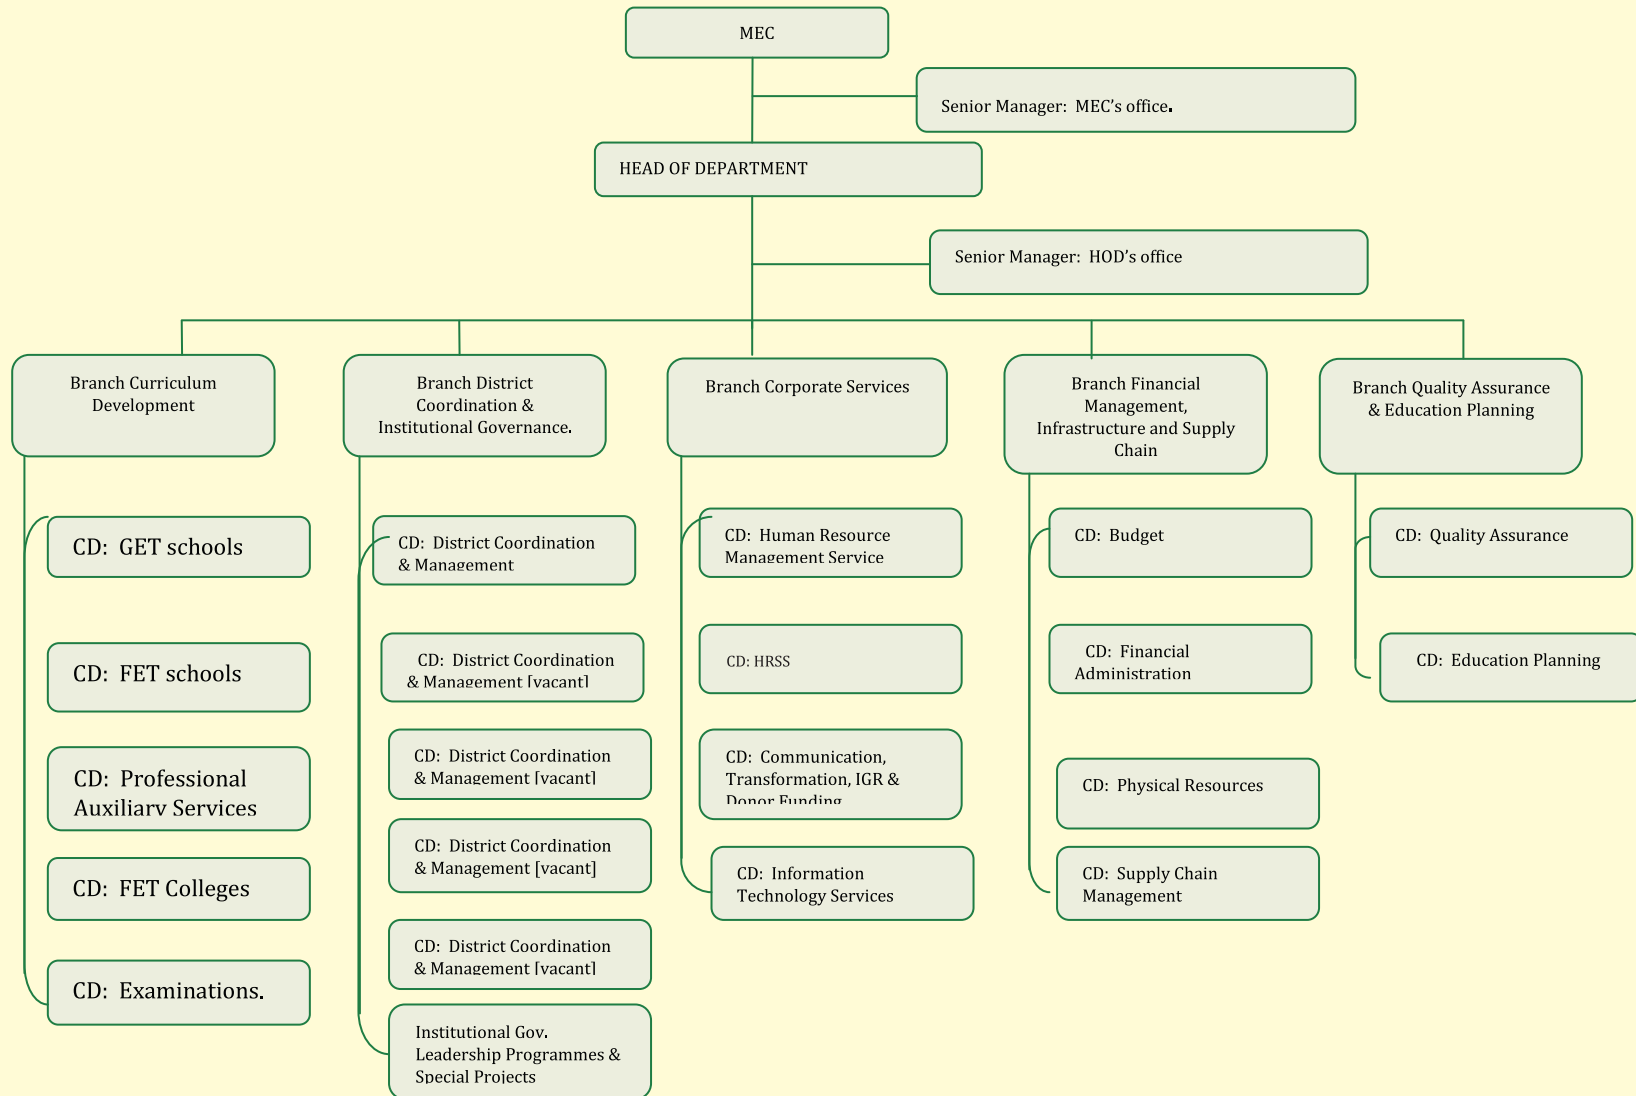 MEC
Senior Manager:  MEC's office.
HEAD OF DEPARTMENT
Senior Manager:  HOD's office
Branch Curriculum
Development
Branch District
Coordination &
Institutional Governance.
Branch Corporate Services
Branch Financial
Management,
Infrastructure and Supply
Chain
Branch Quality Assurance
& Education Planning
CD:  GET schools
FET schools
CD:  FET schools
CD:  Professional
Auxiliary Services
CD:  FET Colleges
CD:  Examinations.
CD:  District Coordination
& Management
CD:  District Coordination
& Management [vacant]
CD:  District Coordination
& Management [vacant]
CD:  District Coordination
& Management [vacant]
CD:  District Coordination
& Management [vacant]
Institutional Gov.
Leadership Programmes &
Special Projects
CD:  Human Resource
Management Service
CD: HRSS
CD:  Communication,
Transformation, IGR &
Donor Funding
CD:  Information
Technology Services
CD:  Budget
CD:  Financial
Administration
CD:  Physical Resources
CD:  Supply Chain
Management
CD:  Quality Assurance
CD:  Education Planning